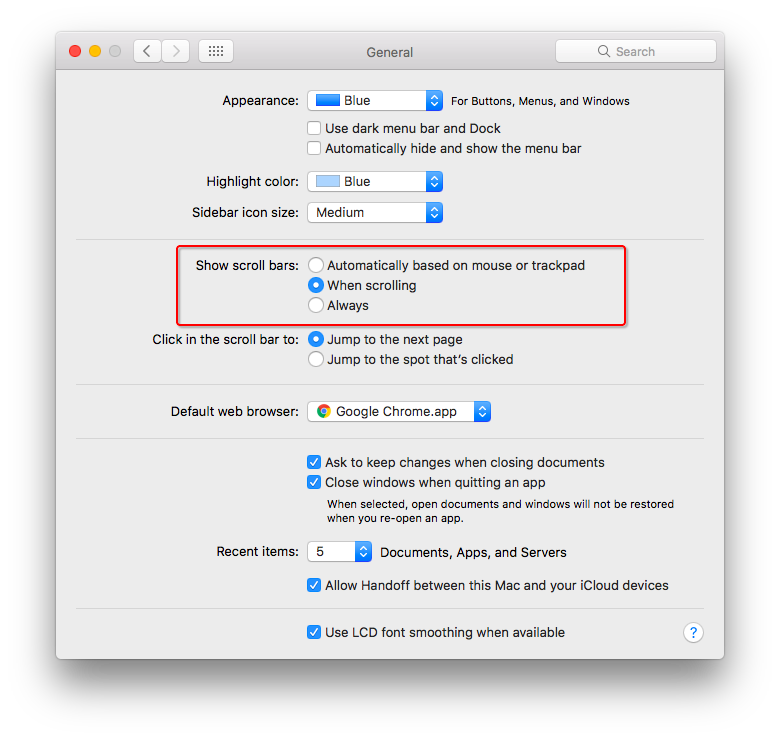 General
Search
Appearance: Blue For Buttons, Menus, and Windows
Use dark menu bar and Dock
Automatically hide and show the menu bar
Highlight color: Blue
Sidebar icon size: Medium
Show scroll bars: Automatically based on mouse or trackpad
When scrolling
Always
Click in the scroll bar to: Jump to the next page
Jump to the spot that's clicked
Default web browser: Google Chrome.app
Ask to keep changes when closing documents
Close windows when quitting an app
When selected, open documents and windows will not be restored
when you re-open an app.
Recent items: 5 Documents, Apps, and Servers
Allow Handoff between this Mac and your iCloud devices
Use LCD font smoothing when available
?